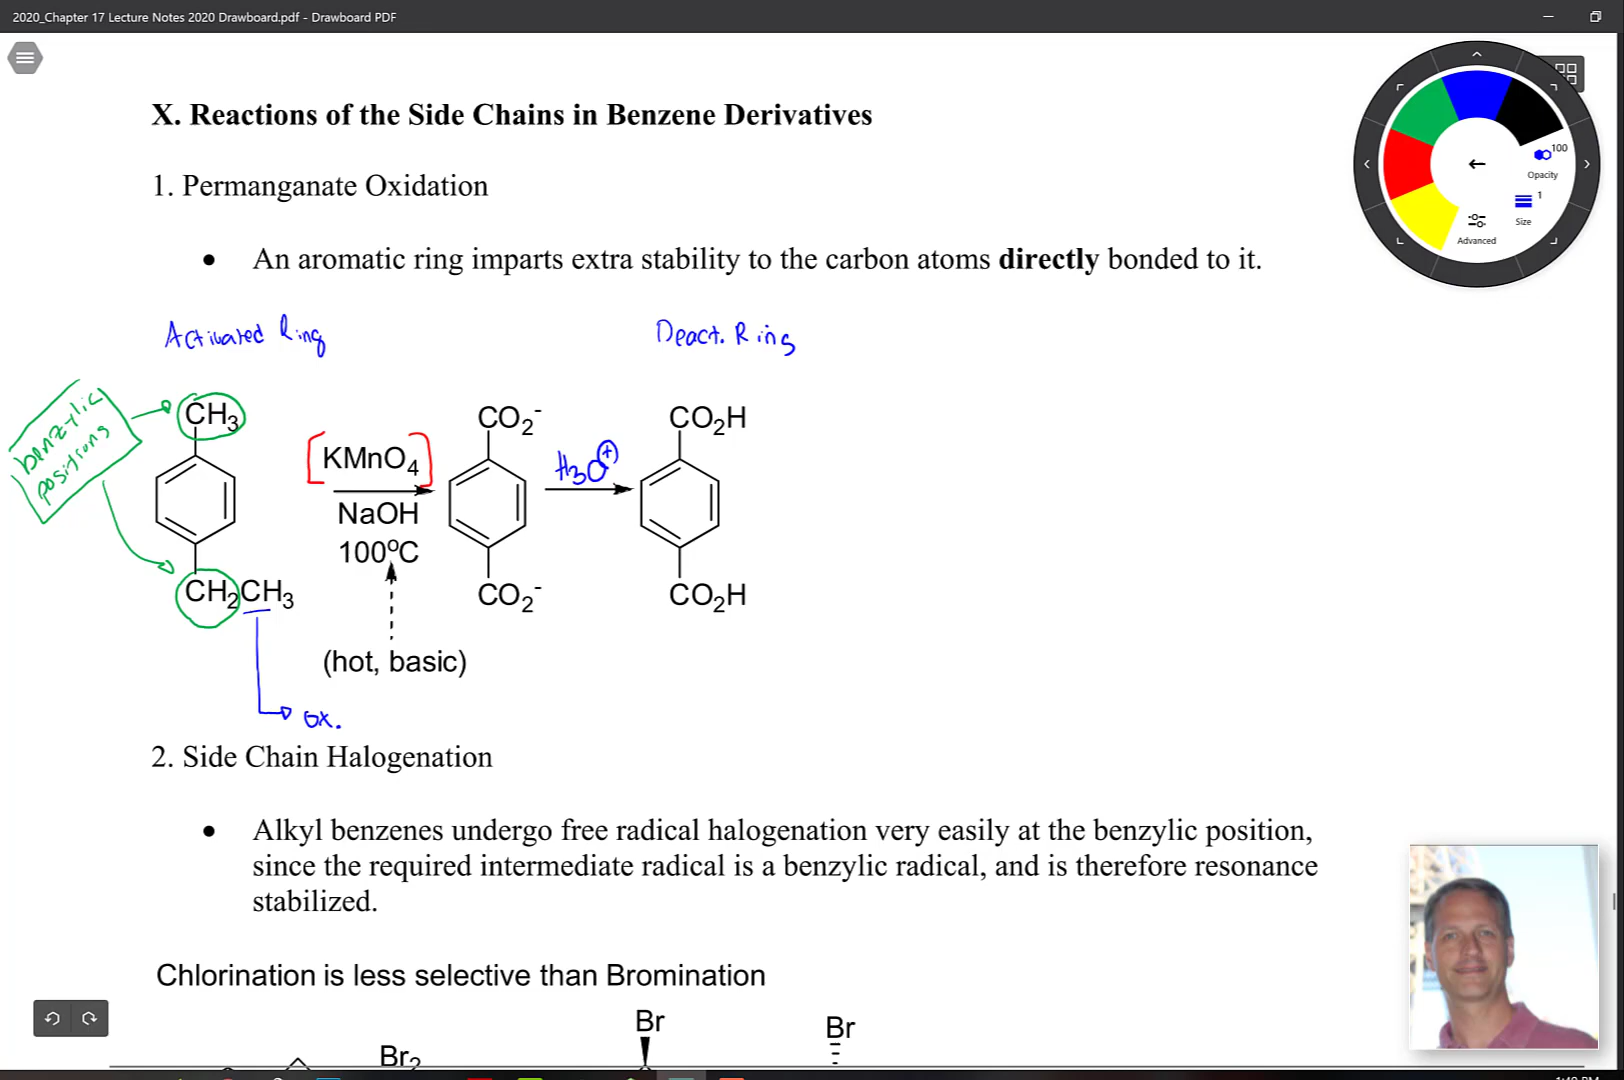 2020_Chapter 17 Lecture Notes 2020 Drawboard.pdf - Drawboard PDF
X. Reactions of the Side Chains in Benzene Derivatives
100
Opacity
1
Size
Advanced
1. Permanganate Oxidation
• An aromatic ring imparts extra stability to the carbon atoms directly bonded to it.
Activated Ring
Deact. Ring
benzylic
positions
CH3
KMnO4
NaOH
100°C
(hot, basic)
CH2CH3
ox.
CO2-
CO2-
H3O+
CO2H
CO2H
2. Side Chain Halogenation
• Alkyl benzenes undergo free radical halogenation very easily at the benzylic position,
since the required intermediate radical is a benzylic radical, and is therefore resonance
stabilized.
Chlorination is less selective than Bromination
Br2
Br
Br